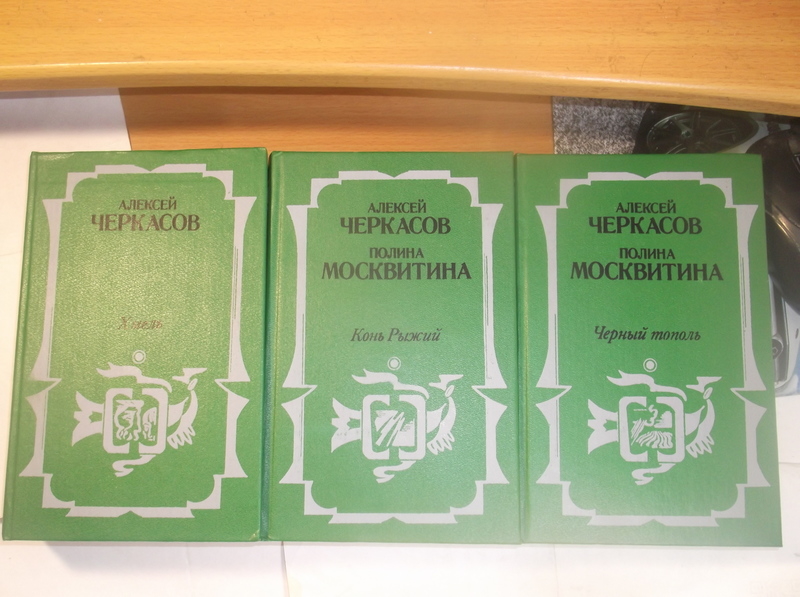 АЛЕКСЕЙ
ЧЕРКАСОВ
Хмель
АЛЕКСЕЙ
ЧЕРКАСОВ
ПОЛИНА
МОСКВИТИНА
Конь Рыжий
АЛЕКСЕЙ
ЧЕРКАСОВ
ПОЛИНА
МОСКВИТИНА
Черный тополь